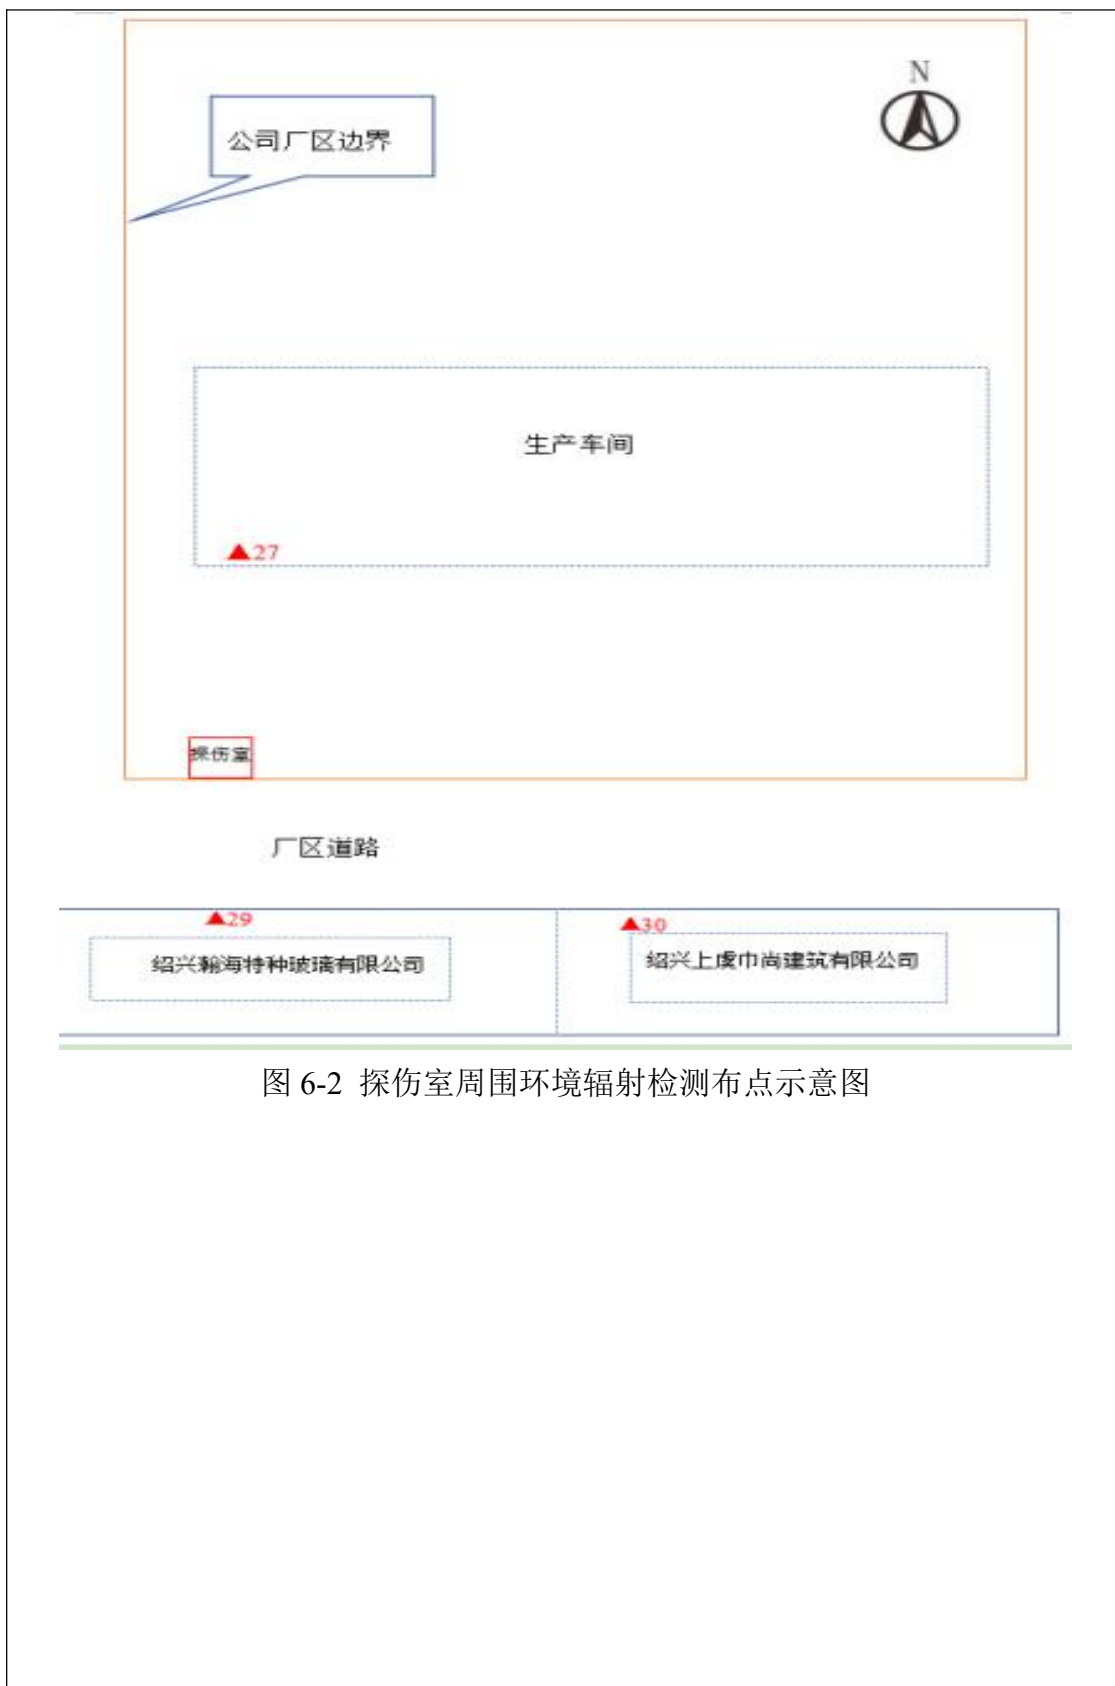 N
公司厂区边界
生产车间
▲27
探伤室
厂区道路
▲29
▲30
绍兴瀚海特种玻璃有限公司
绍兴上虞巾尚建筑有限公司
图 6-2 探伤室周围环境辐射检测布点示意图